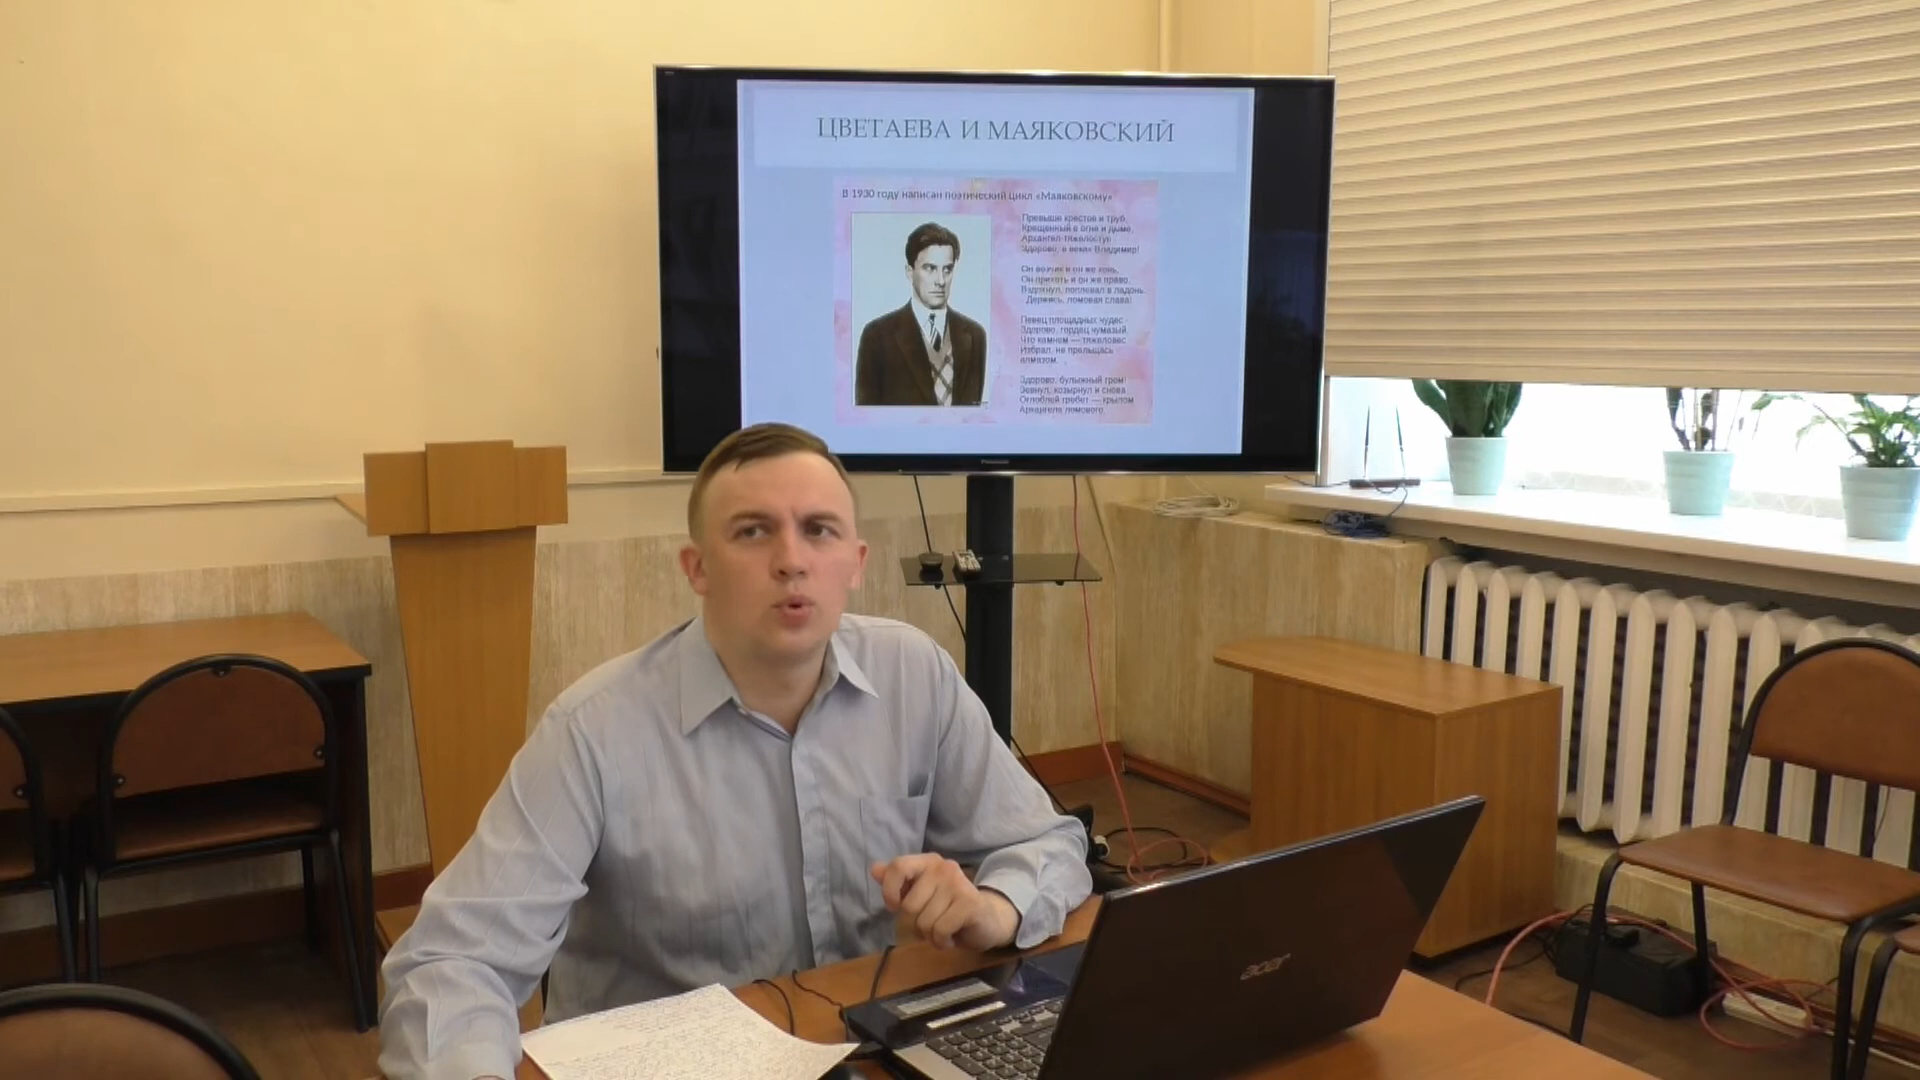 ЦВЕТАЕВА И МАЯКОВСКИЙ
В 1930 году написан поэтический цикл «Маяковскому»
Превыше крестов и труб,
Крещенный в огне и дыме,
Архангел-тяжелоступ
Здорово, в веках Владимир!
Он возчик и он же конь,
Он прихоть и он же право.
Вздохнул, поплевал в ладонь:
Держись, ломовая слава!
Певец площадных чудес -
Здорово, гордец чумазый,
Что камнем — тяжеловес
Избрал, не прельщась
алмазом.
Здорово, булыжный гром!
Зевнул, козырнул и снова
Оглоблей гребет — крылом
Архангела ломового.
Panasonic
acer